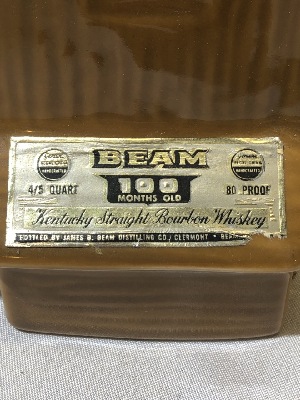 BEAM
100
MONTHS OLD
4/5 QUART
80 PROOF
Kentucky Straight Bourbon Whiskey
BOTTLED BY JAMES B. BEAM DISTILLING CO./CLERMONT • BEAM